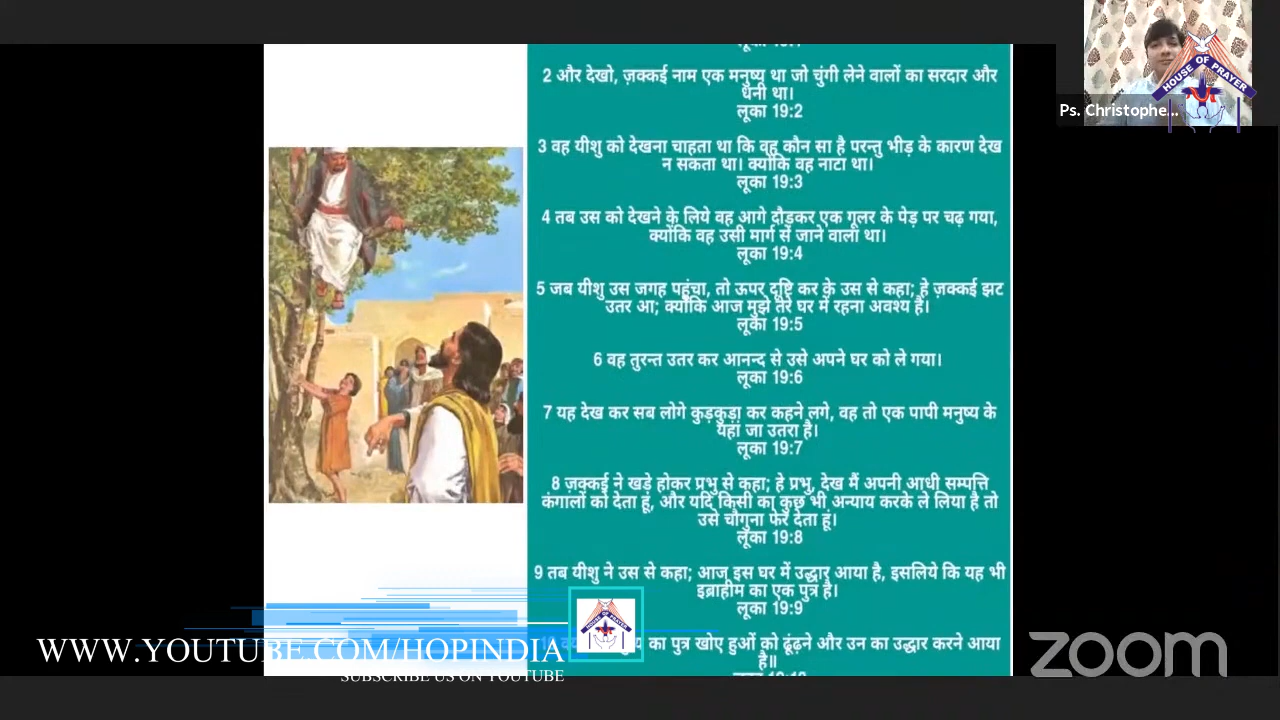 2 और देखो, ज़क्कई नाम एक मनुष्य था जो चुंगी लेने वालों का सरदार और
धनी था।
लूका 19:2
3 वह यीशु को देखना चाहता था कि वह कौन सा है परन्तु भीड़ के कारण देख
न सकता था। क्योंकि वह नाटा था।
लूका 19:3
4 तब उस को देखने के लिये वह आगे दौड़कर एक गूलर के पेड़ पर चढ़ गया,
क्योंकि वह उसी मार्ग से जाने वाला था।
लूका 19:4
5 जब यीशु उस जगह पहुंचा, तो ऊपर दृष्टि कर के उस से कहा; हे ज़क्कई झट
उतर आ; क्योंकि आज मुझे तेरे घर में रहना अवश्य है।
लूका 19:5
6 वह तुरन्त उतर कर आनन्द से उसे अपने घर को ले गया।
लूका 19:6
7 यह देख कर सब लोगे कुड़कुड़ा कर कहने लगे, वह तो एक पापी मनुष्य के
यहां जा उतरा है।
लूका 19:7
8 ज़क्कई ने खड़े होकर प्रभु से कहा; हे प्रभु, देख मैं अपनी आधी सम्पत्ति
कंगालों को देता हूं, और यदि किसी का कुछ भी अन्याय करके ले लिया है तो
उसे चौगुना फेर देता हूं।
लूका 19:8
9 तब यीशु ने उस से कहा; आज इस घर में उद्धार आया है, इसलिये कि यह भी
इब्राहीम का एक पुत्र है।
लूका 19:9
का पुत्र खोए हुओं को ढूंढ़ने और उन का उद्धार करने आया
है॥
HOUSE OF PRAYER
Ps. Christophe...
HOUSE OF PRAYER
WWW.YOUTUBE.COM/HOPINDIA
SUBSCRIBE US ON YOUTUBE
zoom